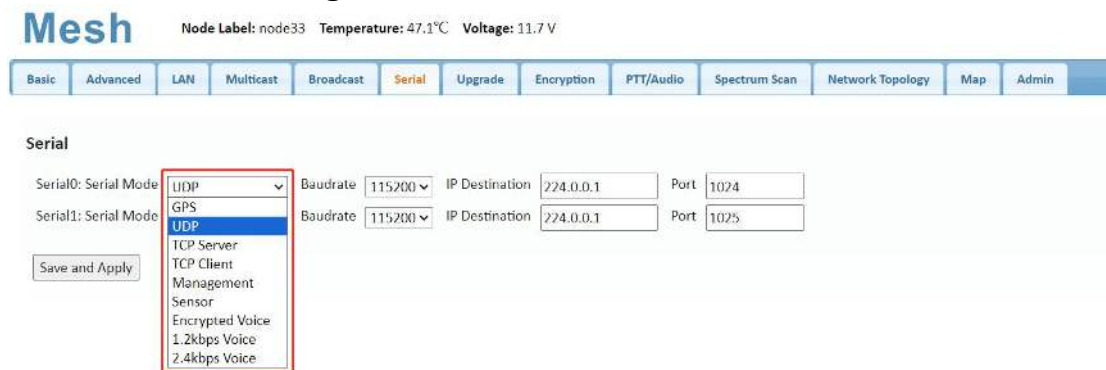 Mesh
Node Label: node33 Temperature: 47.1°C Voltage: 11.7 V
Basic Advanced LAN Multicast Broadcast Serial Upgrade Encryption PTT/Audio Spectrum Scan Network Topology Map Admin
Serial
Serial0: Serial Mode UDP Baudrate 115200 IP Destination 224.0.0.1 Port 1024
Serial1: Serial Mode Baudrate 115200 IP Destination 224.0.0.1 Port 1025
GPS
UDP
TCP Server
TCP Client
Management
Sensor
Encrypted Voice
1.2kbps Voice
2.4kbps Voice
Save and Apply